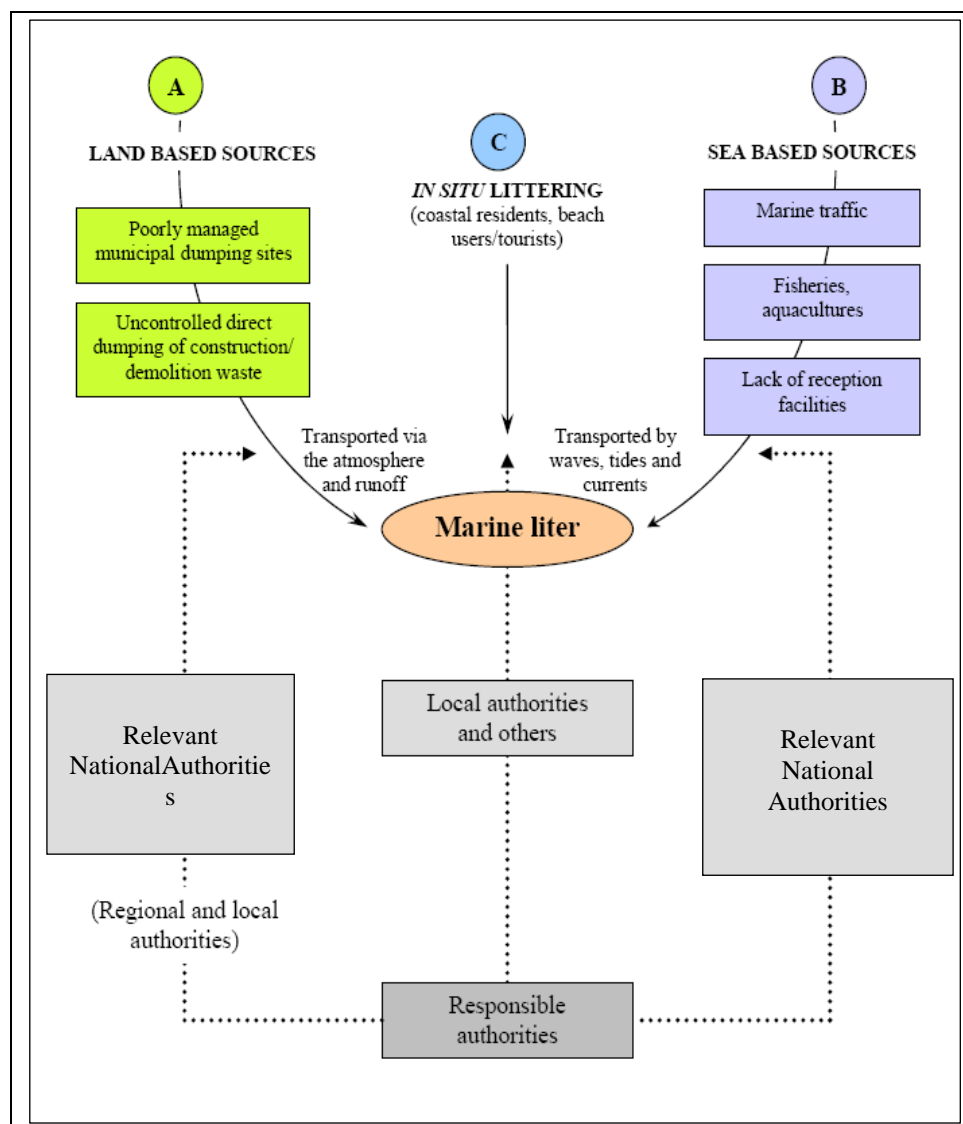 A
LAND BASED SOURCES
Poorly managed
municipal dumping sites
Uncontrolled direct
dumping of construction/
demolition waste
Transported via
the atmosphere
and runoff
C
IN SITU LITTERING
(coastal residents, beach
users/tourists)
B
SEA BASED SOURCES
Marine traffic
Fisheries,
aquacultures
Lack of reception
facilities
Transported by
waves, tides and
currents
Marine liter
Relevant
NationalAuthoritie
s
(Regional and local
authorities)
Local authorities
and others
Relevant
National
Authorities
Responsible
authorities